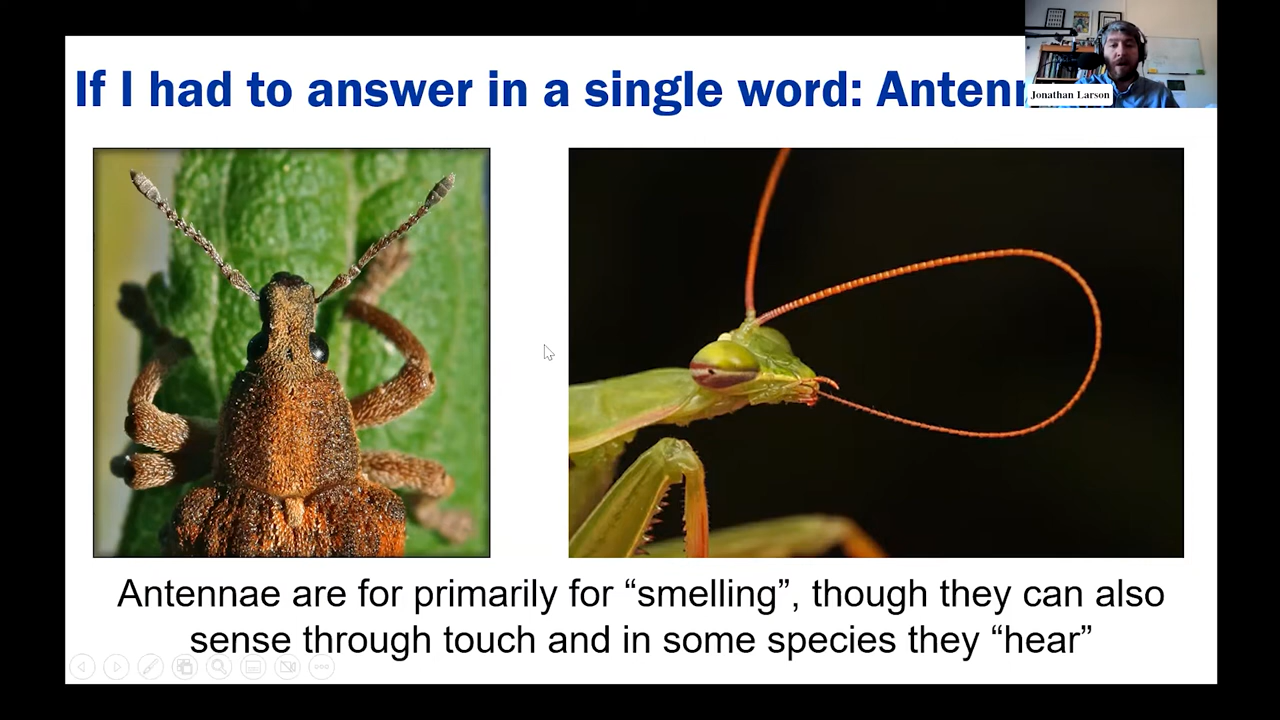 If I had to answer in a single word:
Jonathan Larson
Antennae are for primarily for “smelling”, though they can also
sense through touch and in some species they “hear”